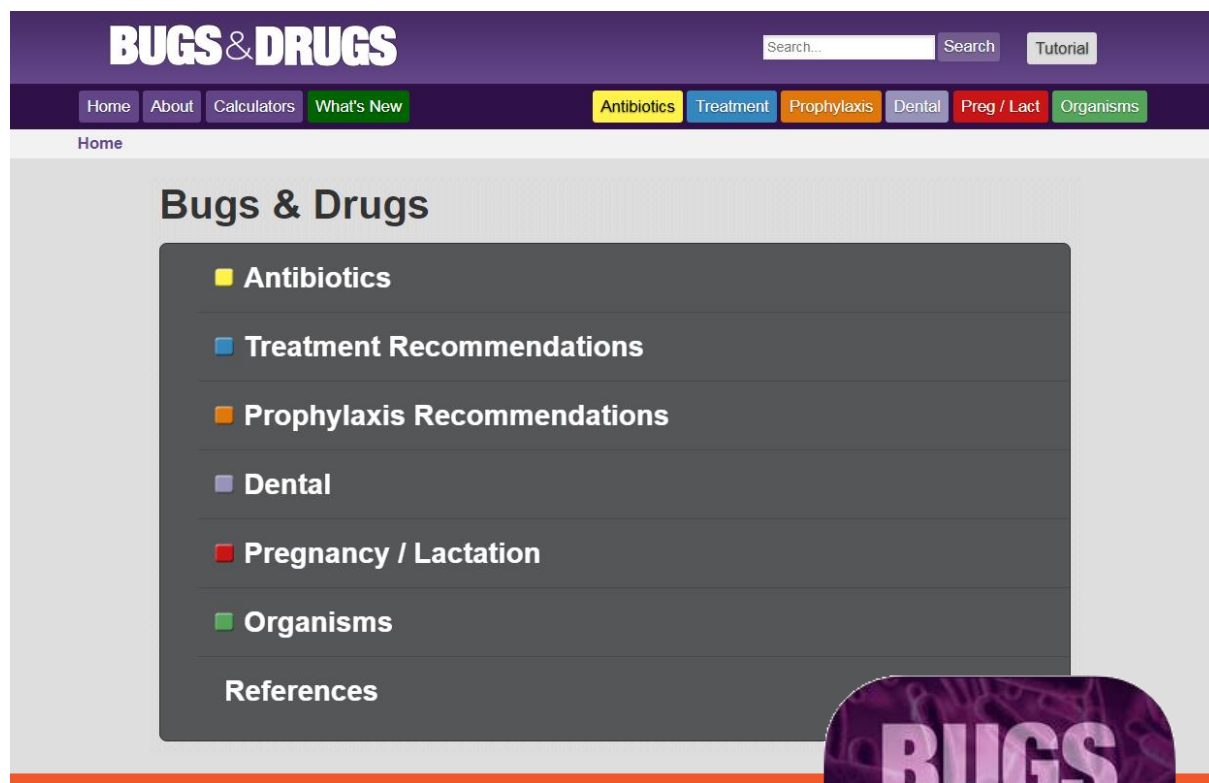 BUGS & DRUGS
Search... Search Tutorial
Home About Calculators What's New Antibiotics Treatment Prophylaxis Dental Preg / Lact Organisms
Home
Bugs & Drugs
Antibiotics
Treatment Recommendations
Prophylaxis Recommendations
Dental
Pregnancy / Lactation
Organisms
References
BUGS